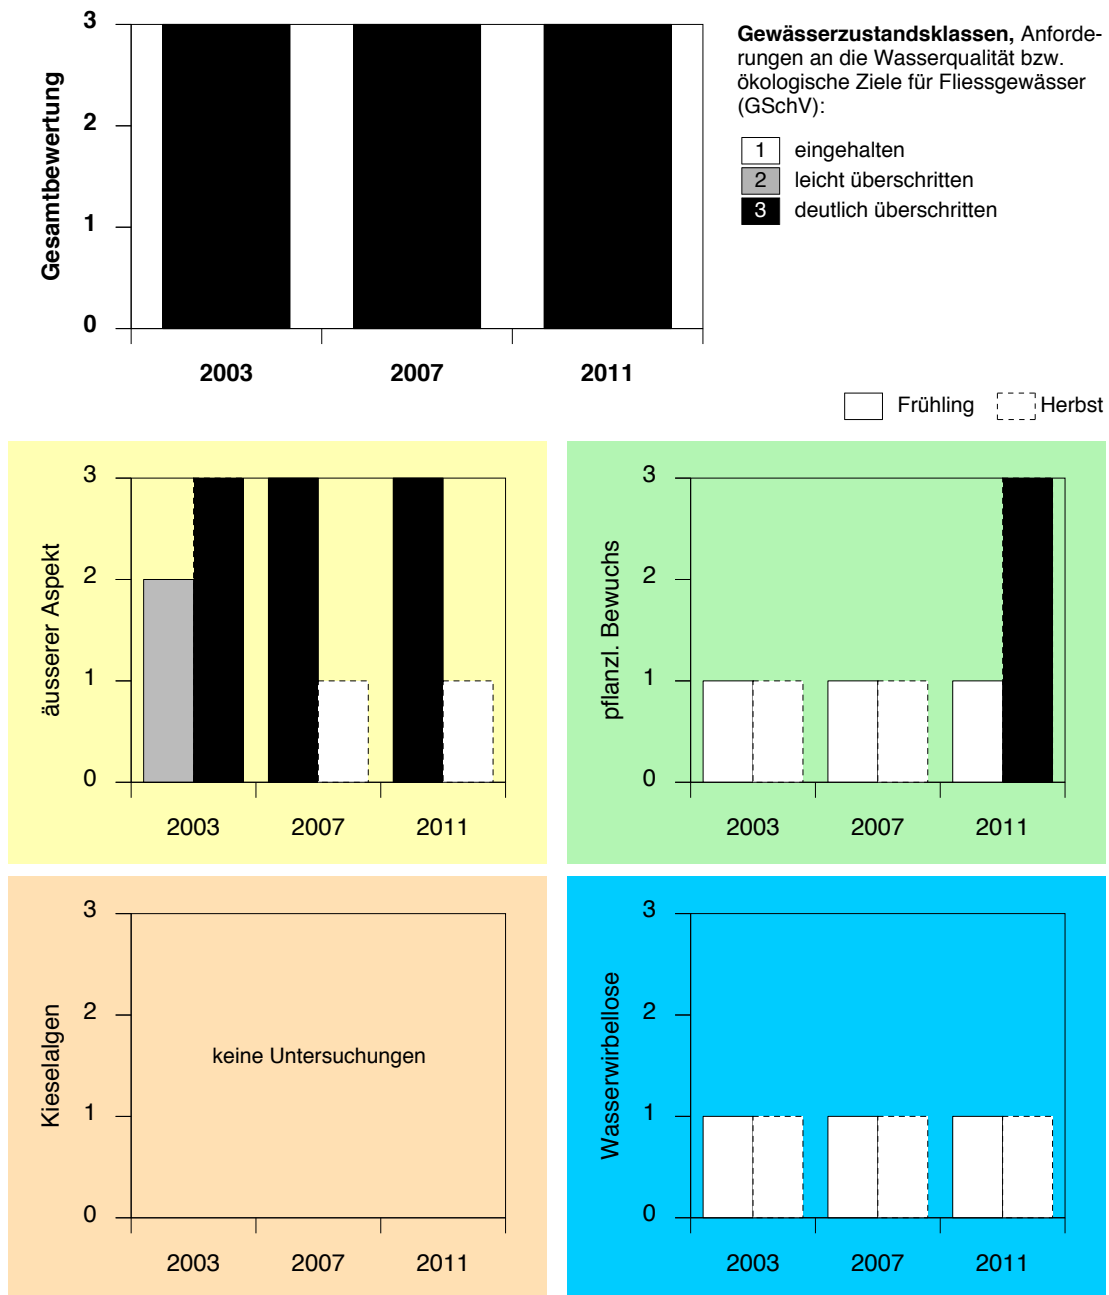 Gesamtbewertung
3
2
1
0
2003 2007 2011
Gewässerzustandsklassen, Anforde-
rungen an die Wasserqualität bzw.
ökologische Ziele für Fliessgewässer
(GSchV):
1 eingehalten
2 leicht überschritten
3 deutlich überschritten
Frühling Herbst
äusserer Aspekt
3
2
1
0
2003 2007 2011
pflanzl. Bewuchs
3
2
1
0
2003 2007 2011
Kieselalgen
3
2
1
0
keine Untersuchungen
2003 2007 2011
Wasserwirbellose
3
2
1
0
2003 2007 2011